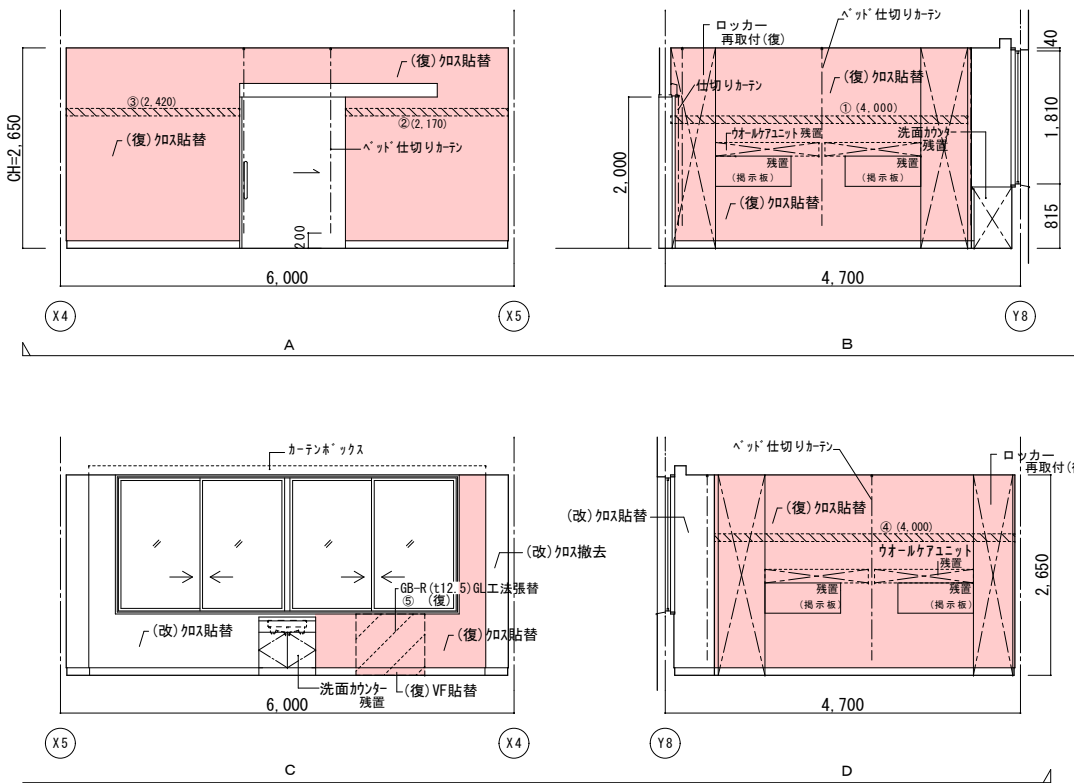 (復)クロス貼替
③(2,420)
②(2,170)
(復)クロス貼替
ベッド仕切りカーテン
CH=2,650
200
6,000
X4
X5
A
ベッド仕切りカーテン
ロッカー
再取付(復)
(復)クロス貼替
仕切りカーテン
①(4,000)
ウオールケアユニット 残置
洗面カウンター
残置
残置
残置
(掲示板)
(掲示板)
(復)クロス貼替
2,000
40
1,810
815
4,700
Y8
B
カーテンボックス
(改)クロス撤去
GB-R(t12.5)GL工法張替
⑤ (復)
(改)クロス貼替
(復)クロス貼替
洗面カウンター
残置
(復)VF貼替
6,000
X5
X4
C
ベッド仕切りカーテン
ロッカー
再取付(復
(改)クロス貼替
(復)クロス貼替
④(4,000)
ウオールケアユニット
残置
残置
残置
(掲示板)
(掲示板)
2,650
4,700
Y8
D